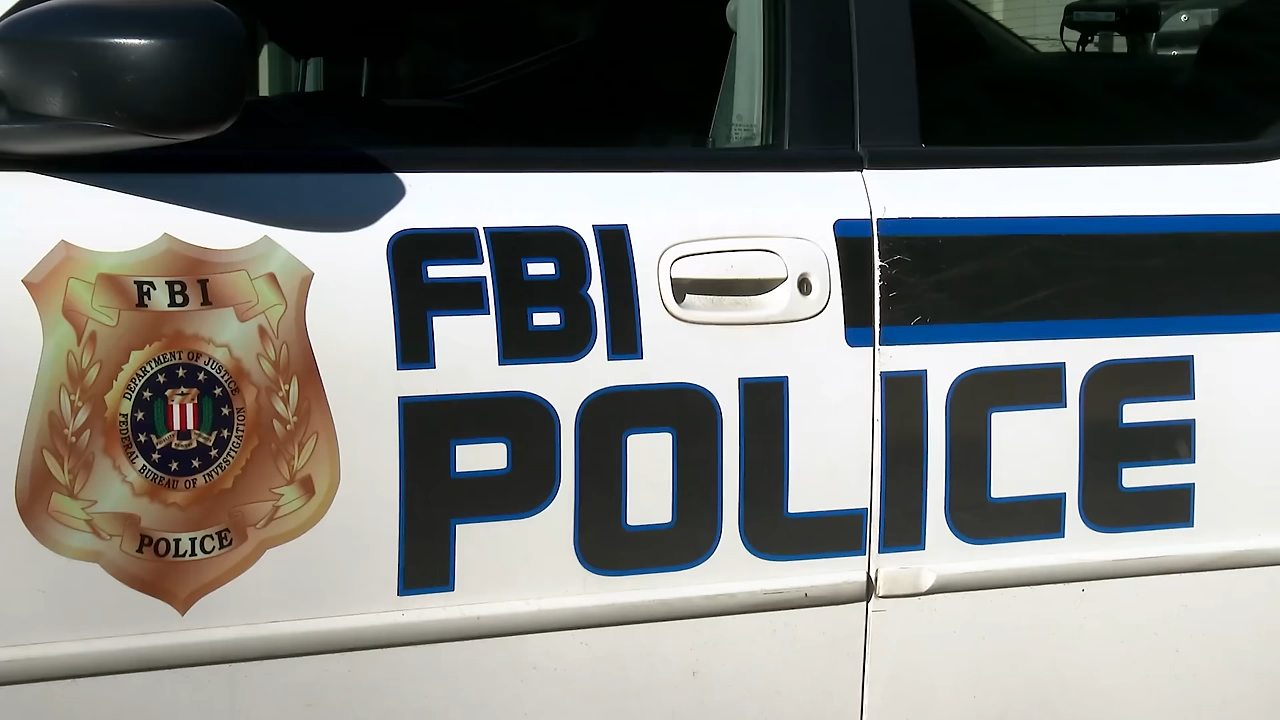 FBI
DEPARTMENT OF JUSTICE
FEDERAL BUREAU OF INVESTIGATION
POLICE
FBI
POLICE